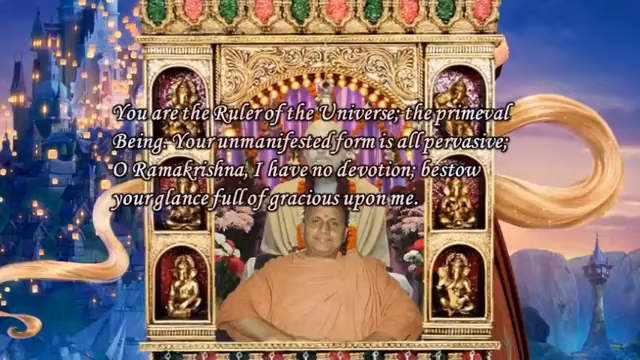 You are the Ruler of the Universe; the primeval
Being. Your unmanifested form is all pervasive;
O Ramakrishna, I have no devotion; bestow
your glance full of gracious upon me.